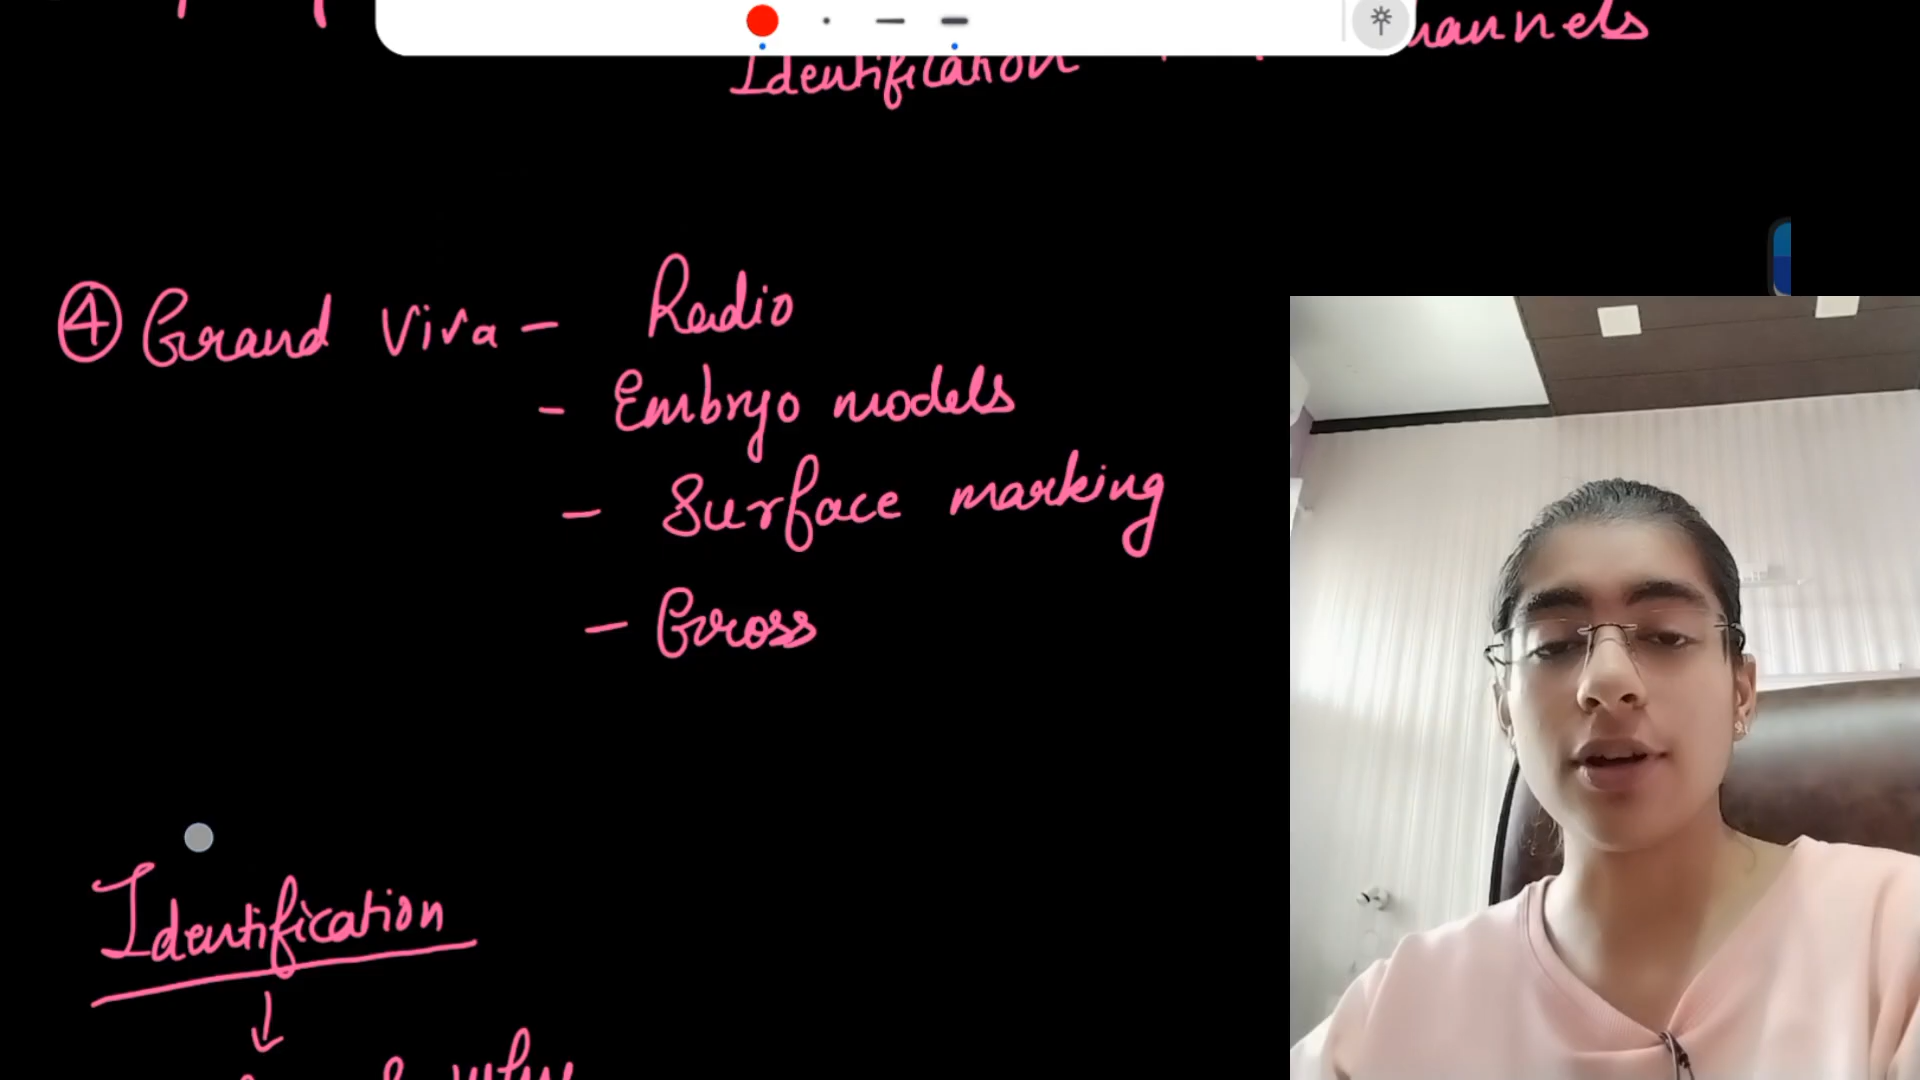 Identification
④ Grand Viva - Radio
- Embryo models
- Surface marking
- Gross
Identification
↓